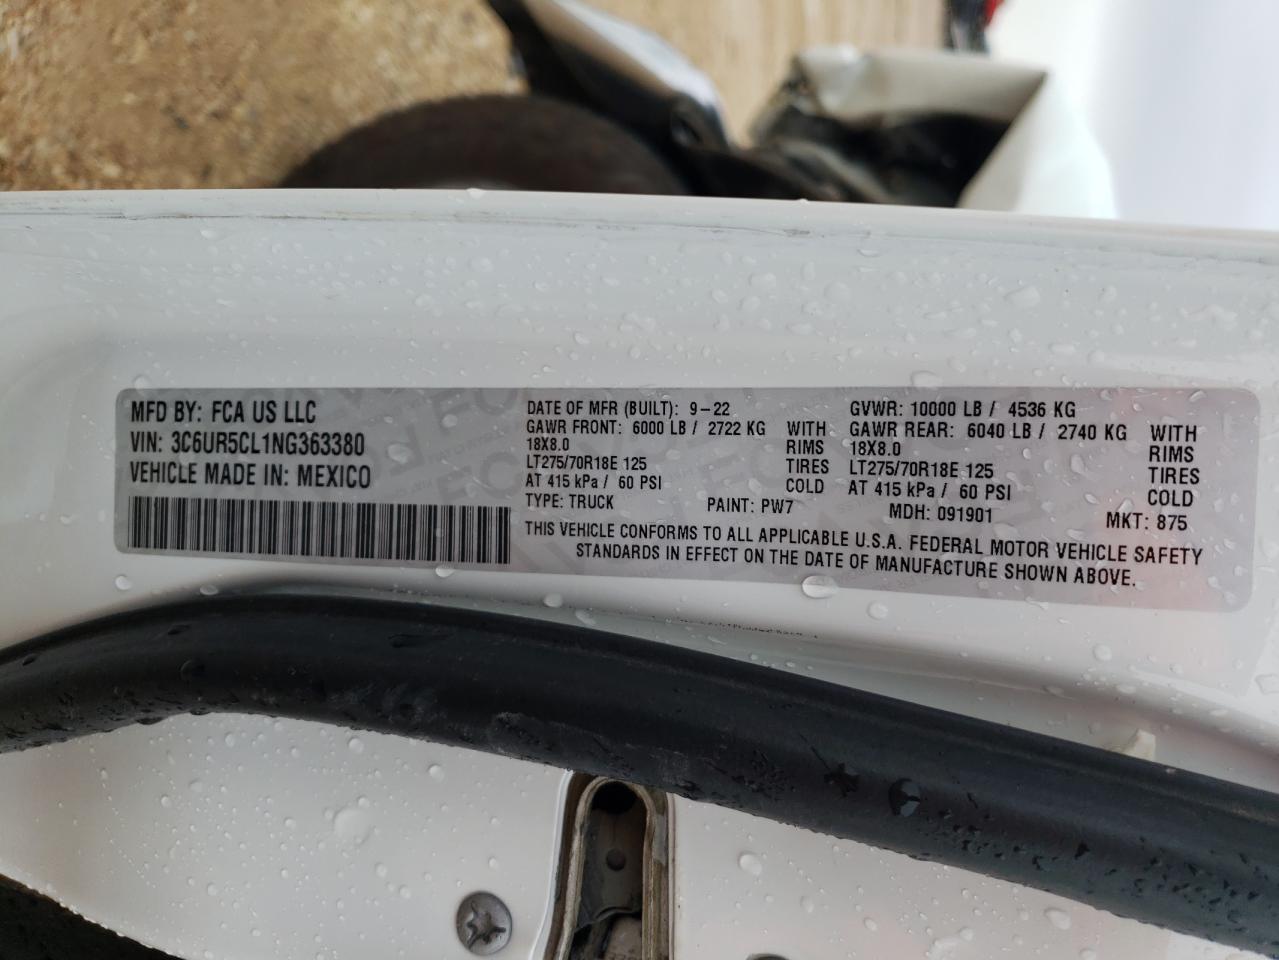 MFD BY: FCA US LLC
VIN: 3C6UR5CL1NG363380
VEHICLE MADE IN: MEXICO
DATE OF MFR (BUILT): 9-22
GAWR FRONT: 6000 LB / 2722 KG WITH
18X8.0 RIMS
LT275/70R18E 125 TIRES
AT 415 kPa / 60 PSI COLD
TYPE: TRUCK PAINT: PW7
GVWR: 10000 LB / 4536 KG
GAWR REAR: 6040 LB / 2740 KG WITH
18X8.0 RIMS
LT275/70R18E 125 TIRES
AT 415 kPa / 60 PSI COLD
MDH: 091901 MKT: 875
THIS VEHICLE CONFORMS TO ALL APPLICABLE U.S.A. FEDERAL MOTOR VEHICLE SAFETY
STANDARDS IN EFFECT ON THE DATE OF MANUFACTURE SHOWN ABOVE.